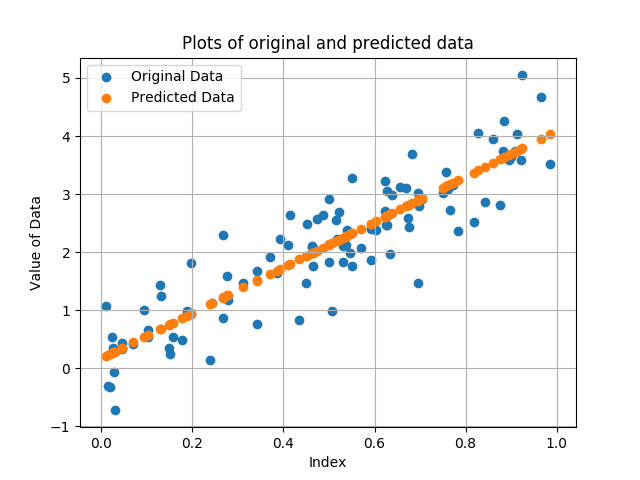 Plots of original and predicted data
Original Data
Predicted Data
5
4
3
2
1
0
−1
Value of Data
0.0 0.2 0.4 0.6 0.8 1.0
Index